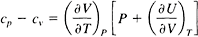 c_P − c_V = (∂V/∂T)_P [P + (∂U/∂V)_T]